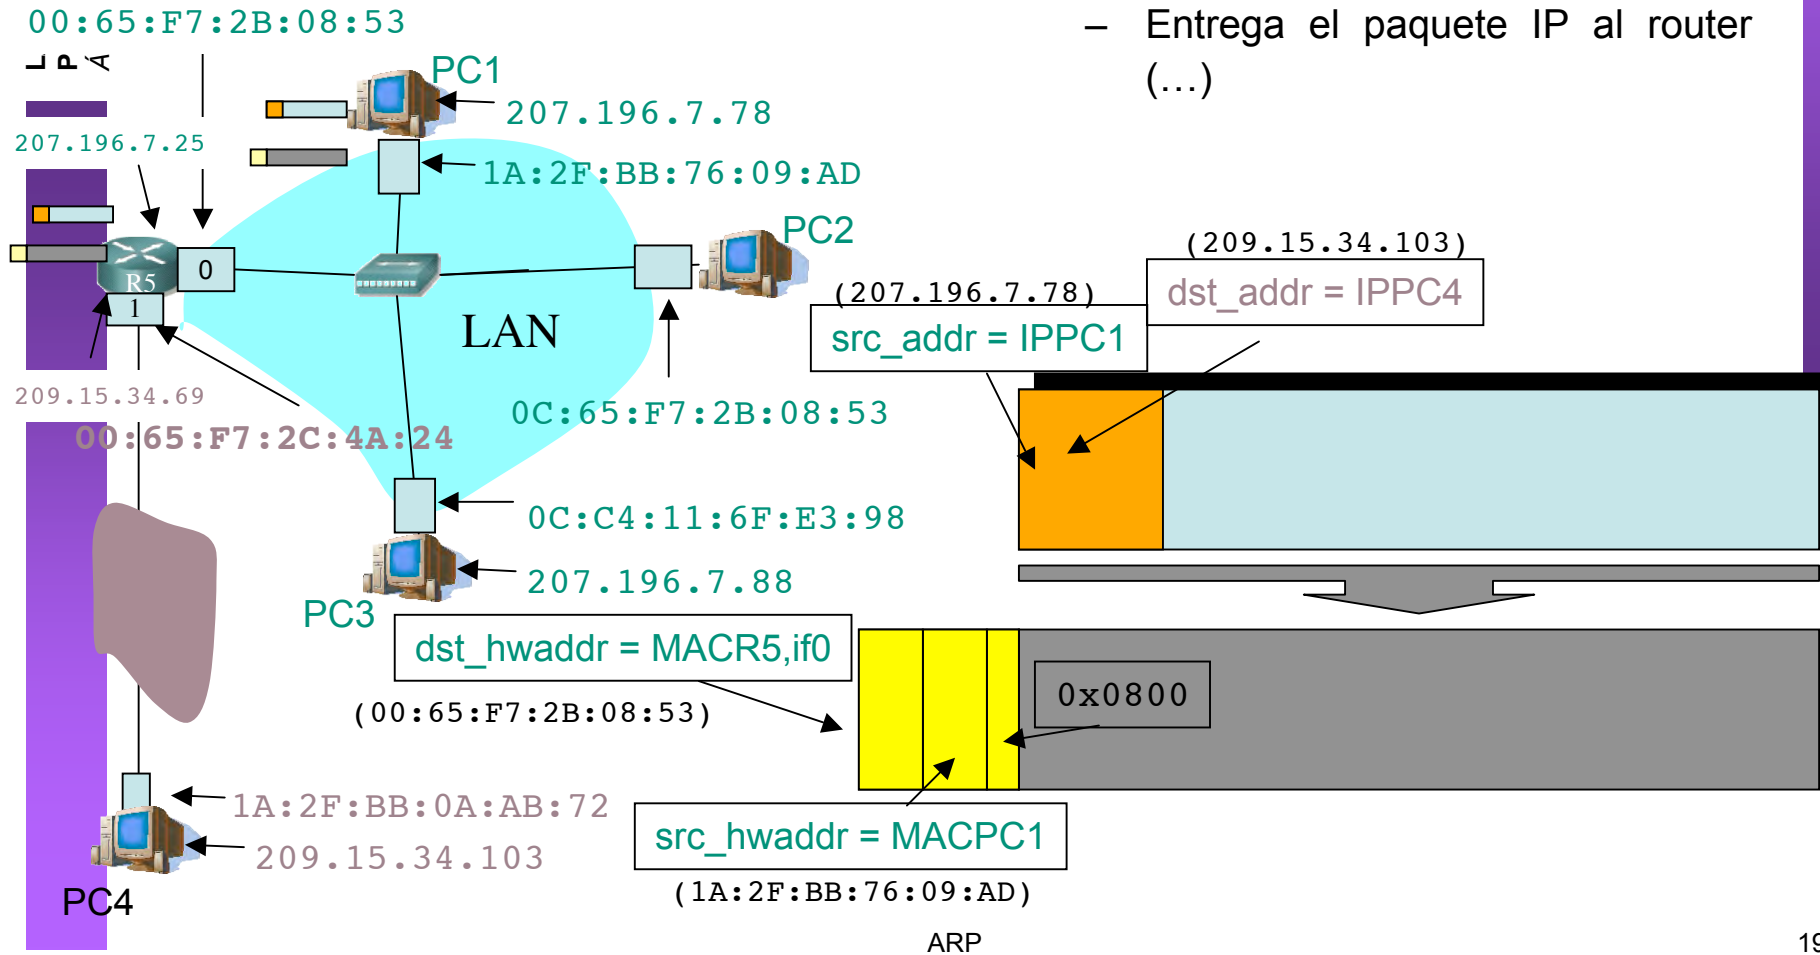 00:65:F7:2B:08:53
– Entrega el paquete IP al router
(...)
PC1
207.196.7.78
207.196.7.25
1A:2F:BB:76:09:AD
PC2
(209.15.34.103)
dst_addr = IPPC4
(207.196.7.78)
src_addr = IPPC1
0
R5
1
LAN
209.15.34.69
0C:65:F7:2B:08:53
00:65:F7:2C:4A:24
0C:C4:11:6F:E3:98
207.196.7.88
PC3
dst_hwaddr = MACR5,if0
(00:65:F7:2B:08:53)
0x0800
1A:2F:BB:0A:AB:72
209.15.34.103
PC4
src_hwaddr = MACPC1
(1A:2F:BB:76:09:AD)
ARP
19